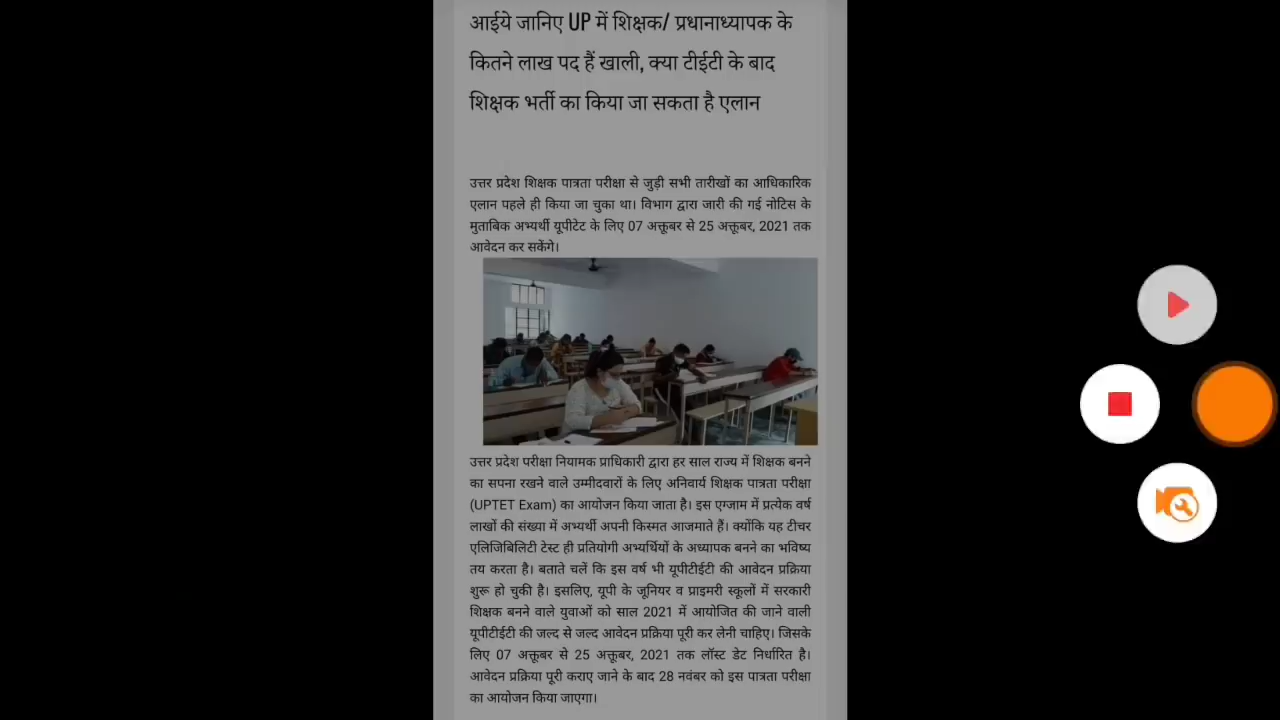 आईये जानिए UP में शिक्षक/ प्रधानाध्यापक के
कितने लाख पद हैं खाली, क्या टीईटी के बाद
शिक्षक भर्ती का किया जा सकता है एलान
उत्तर प्रदेश शिक्षक पात्रता परीक्षा से जुड़ी सभी तारीखों का आधिकारिक
एलान पहले ही किया जा चुका था। विभाग द्वारा जारी की गई नोटिस के
मुताबिक अभ्यर्थी यूपीटेट के लिए 07 अक्तूबर से 25 अक्तूबर, 2021 तक
आवेदन कर सकेंगे।
उत्तर प्रदेश परीक्षा नियामक प्राधिकारी द्वारा हर साल राज्य में शिक्षक बनने
का सपना रखने वाले उम्मीदवारों के लिए अनिवार्य शिक्षक पात्रता परीक्षा
(UPTET Exam) का आयोजन किया जाता है। इस एग्जाम में प्रत्येक वर्ष
लाखों की संख्या में अभ्यर्थी अपनी किस्मत आजमाते हैं। क्योंकि यह टीचर
एलिजिबिलिटी टेस्ट ही प्रतियोगी अभ्यर्थियों के अध्यापक बनने का भविष्य
तय करता है। बताते चलें कि इस वर्ष भी यूपीटीईटी की आवेदन प्रक्रिया
शुरू हो चुकी है। इसलिए, यूपी के जूनियर व प्राइमरी स्कूलों में सरकारी
शिक्षक बनने वाले युवाओं को साल 2021 में आयोजित की जाने वाली
यूपीटीईटी की जल्द से जल्द आवेदन प्रक्रिया पूरी कर लेनी चाहिए। जिसके
लिए 07 अक्तूबर से 25 अक्तूबर, 2021 तक लॉस्ट डेट निर्धारित है।
आवेदन प्रक्रिया पूरी कराए जाने के बाद 28 नवंबर को इस पात्रता परीक्षा
का आयोजन किया जाएगा।